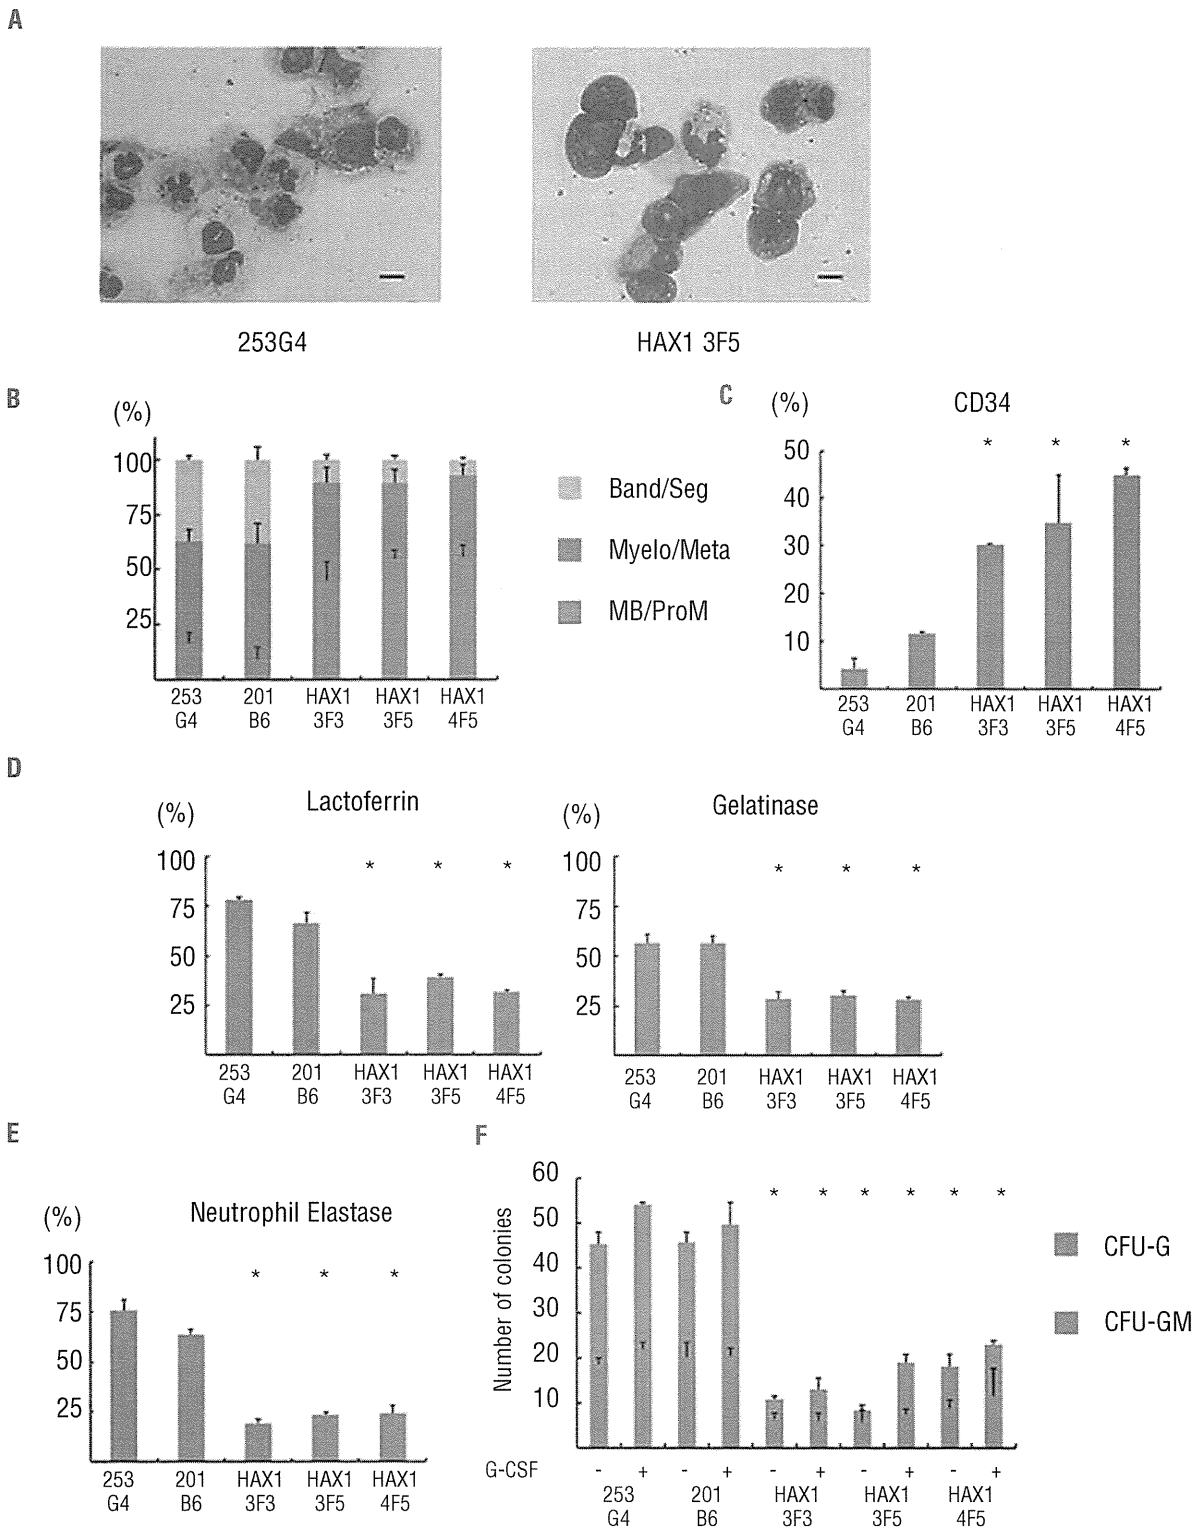 A
253G4
HAX1 3F5
B
(%)
100
75
50
25
253 G4
201 B6
HAX1 3F3
HAX1 3F5
HAX1 4F5
Band/Seg
Myelo/Meta
MB/ProM
C
(%)
CD34
* * *
50
40
30
20
10
253 G4
201 B6
HAX1 3F3
HAX1 3F5
HAX1 4F5
D
(%)
Lactoferrin
* * *
100
75
50
25
253 G4
201 B6
HAX1 3F3
HAX1 3F5
HAX1 4F5
(%)
Gelatinase
* * *
100
75
50
25
253 G4
201 B6
HAX1 3F3
HAX1 3F5
HAX1 4F5
E
(%)
Neutrophil Elastase
* * *
100
75
50
25
253 G4
201 B6
HAX1 3F3
HAX1 3F5
HAX1 4F5
F
Number of colonies
60
50
40
30
20
10
* * * * * *
G-CSF - + - + - + - + - +
253 G4
201 B6
HAX1 3F3
HAX1 3F5
HAX1 4F5
CFU-G
CFU-GM